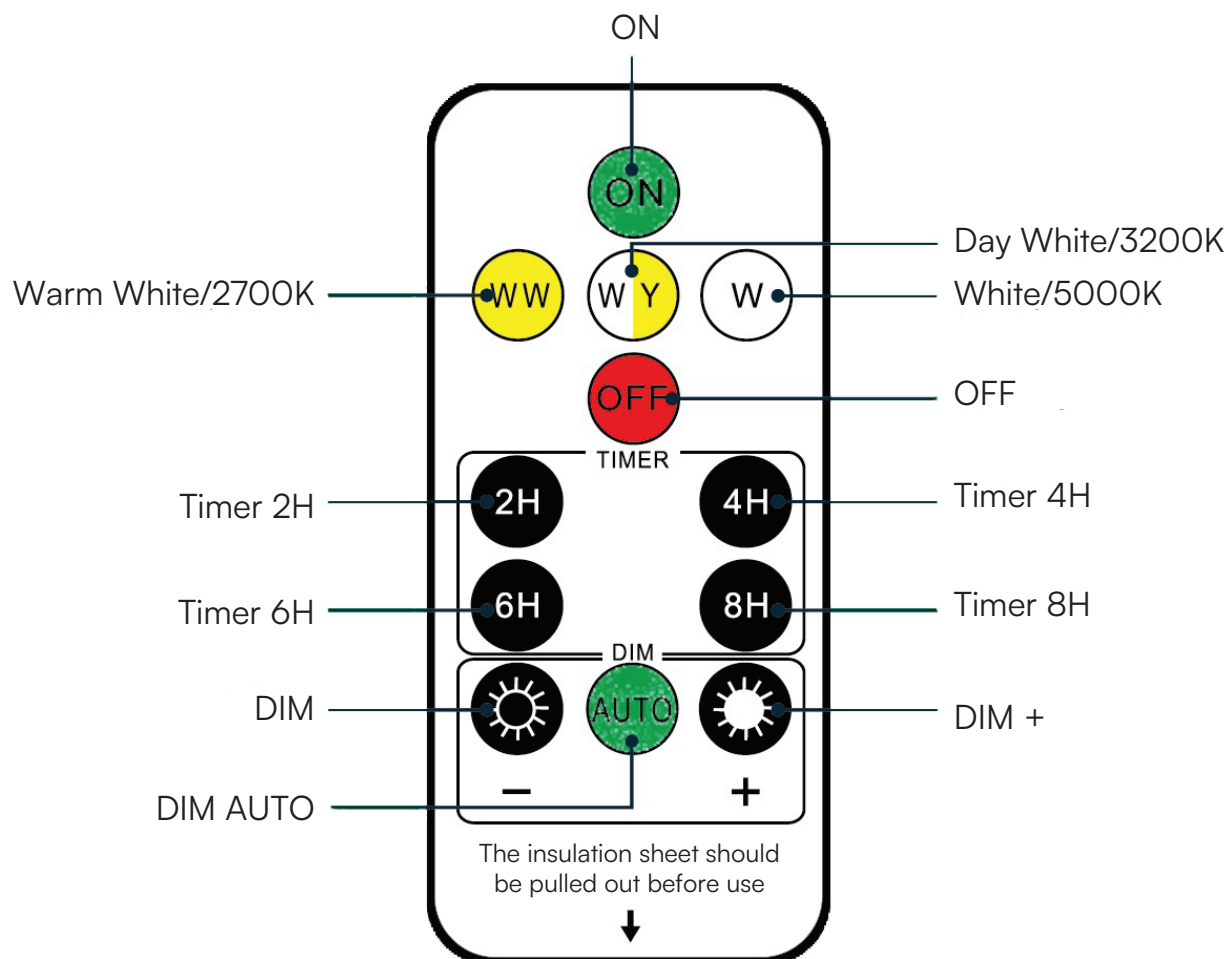 ON
ON
Day White/3200K
Warm White/2700K
WW
W Y
W
White/5000K
OFF
OFF
TIMER
Timer 2H
2H
4H
Timer 4H
Timer 6H
6H
8H
Timer 8H
DIM
DIM
AUTO
DIM +
− +
DIM AUTO
The insulation sheet should
be pulled out before use